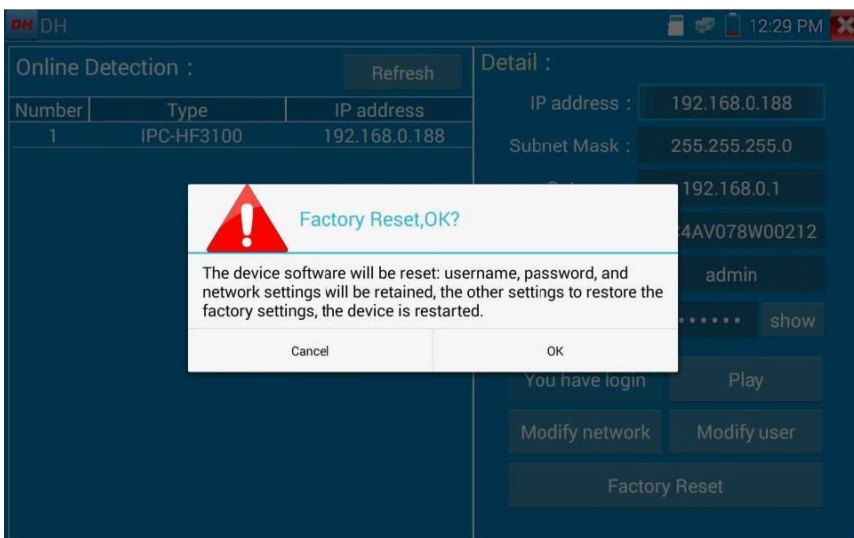 DH DH 12:29 PM
Online Detection :
Refresh
Number Type IP address
1 IPC-HF3100 192.168.0.188
Detail :
IP address : 192.168.0.188
Subnet Mask : 255.255.255.0
192.168.0.1
4AV078W00212
admin
show
You have login Play
Modify network Modify user
Factory Reset
Factory Reset,OK?
The device software will be reset: username, password, and
network settings will be retained, the other settings to restore the
factory settings, the device is restarted.
Cancel OK